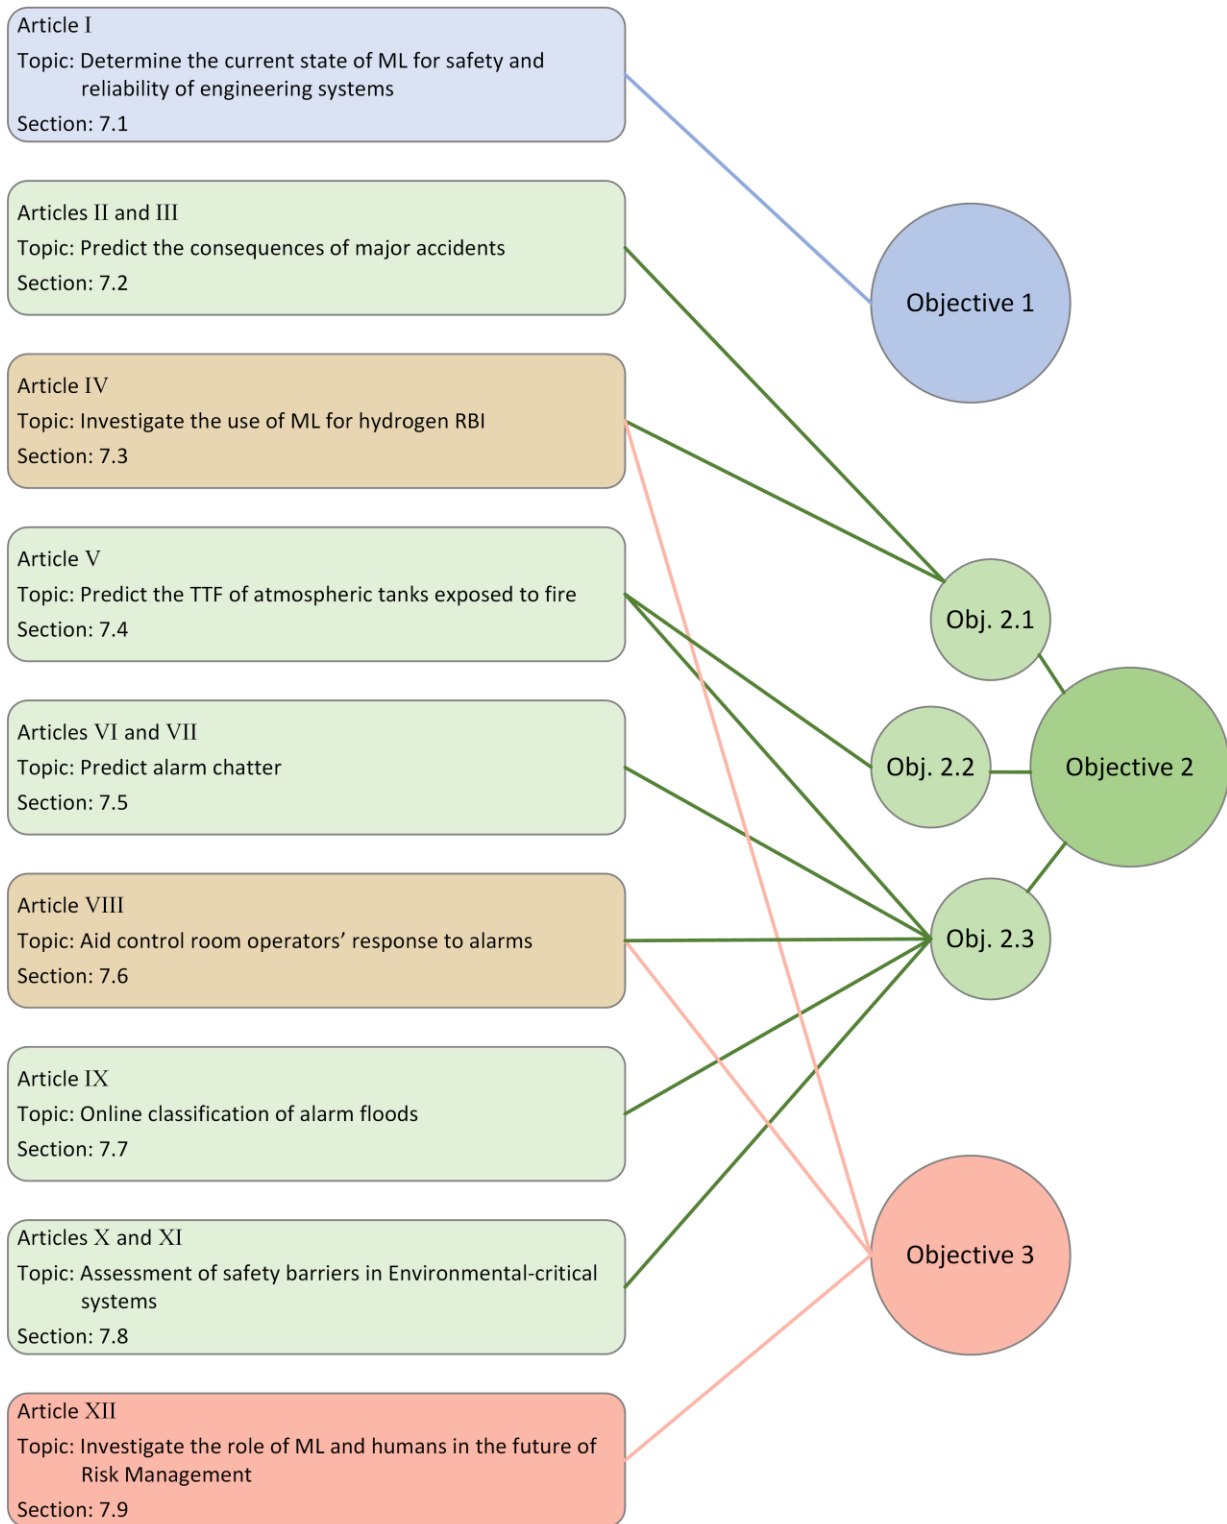 Article I
Topic: Determine the current state of ML for safety and
reliability of engineering systems
Section: 7.1
Articles II and III
Topic: Predict the consequences of major accidents
Section: 7.2
Article IV
Topic: Investigate the use of ML for hydrogen RBI
Section: 7.3
Article V
Topic: Predict the TTF of atmospheric tanks exposed to fire
Section: 7.4
Articles VI and VII
Topic: Predict alarm chatter
Section: 7.5
Article VIII
Topic: Aid control room operators’ response to alarms
Section: 7.6
Article IX
Topic: Online classification of alarm floods
Section: 7.7
Articles X and XI
Topic: Assessment of safety barriers in Environmental-critical
systems
Section: 7.8
Article XII
Topic: Investigate the role of ML and humans in the future of
Risk Management
Section: 7.9
Objective 1
Obj. 2.1
Obj. 2.2
Objective 2
Obj. 2.3
Objective 3